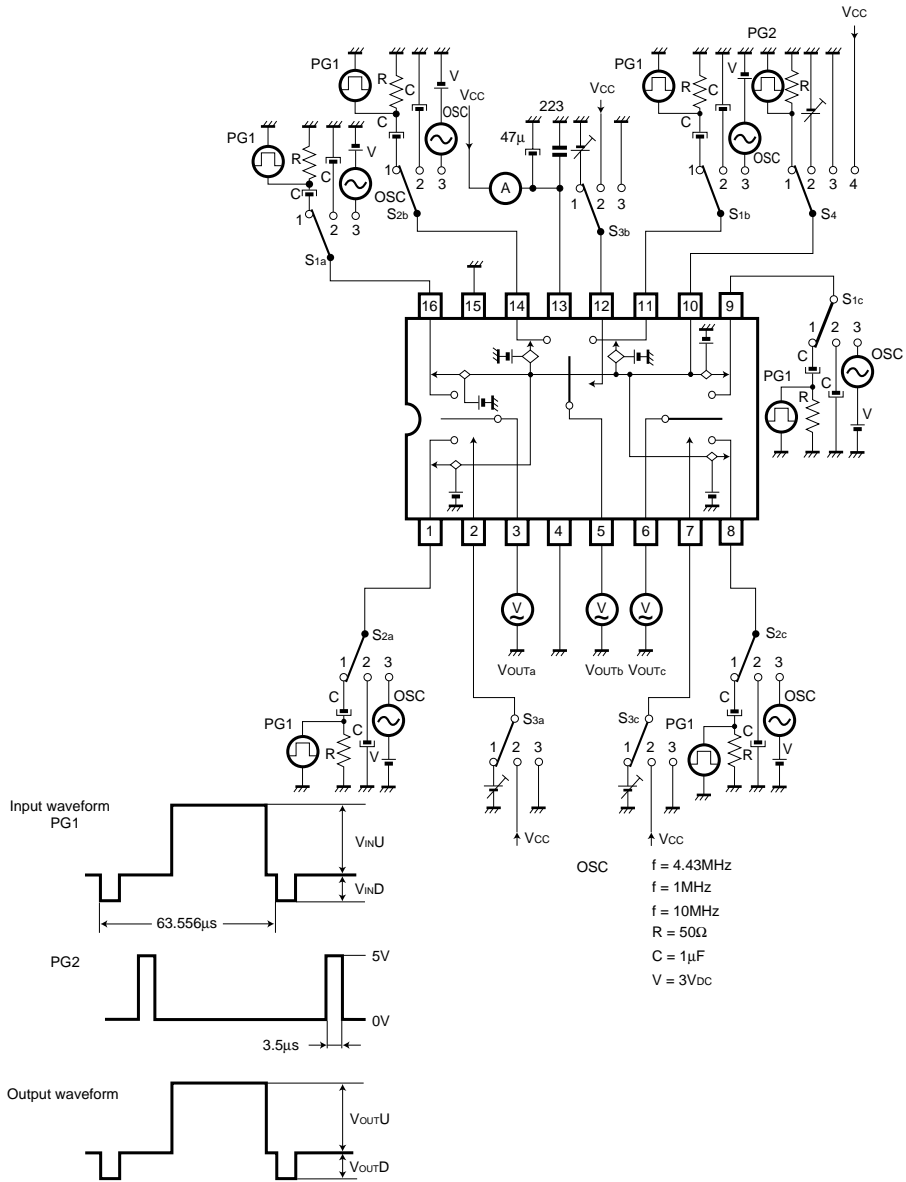 Vcc
PG2
PG1
PG1
R
C
C
V
OSC
Vcc
223
47µ
Vcc
R
C
C
V
OSC
R
PG1
R
C
C
V
OSC
A
1 2 3
S2b
1 2 3
S3b
1 2 3
S1b
1 2 3 4
S4
1 2 3
S1a
16 15 14 13 12 11 10 9
S1c
1 2 3
C
C
OSC
PG1
R
V
1 2 3 4 5 6 7 8
V V V
VOUTa VOUTb VOUTc
S2a
1 2 3
C
C
OSC
PG1
R
V
S3a
1 2 3
Vcc
S3c
1 2 3
Vcc
S2c
1 2 3
C
C
OSC
PG1
R
V
Input waveform
PG1
VINU
VIND
63.556µs
PG2
5V
0V
3.5µs
Output waveform
VOUTU
VOUTD
OSC f = 4.43MHz
f = 1MHz
f = 10MHz
R = 50Ω
C = 1µF
V = 3VDC